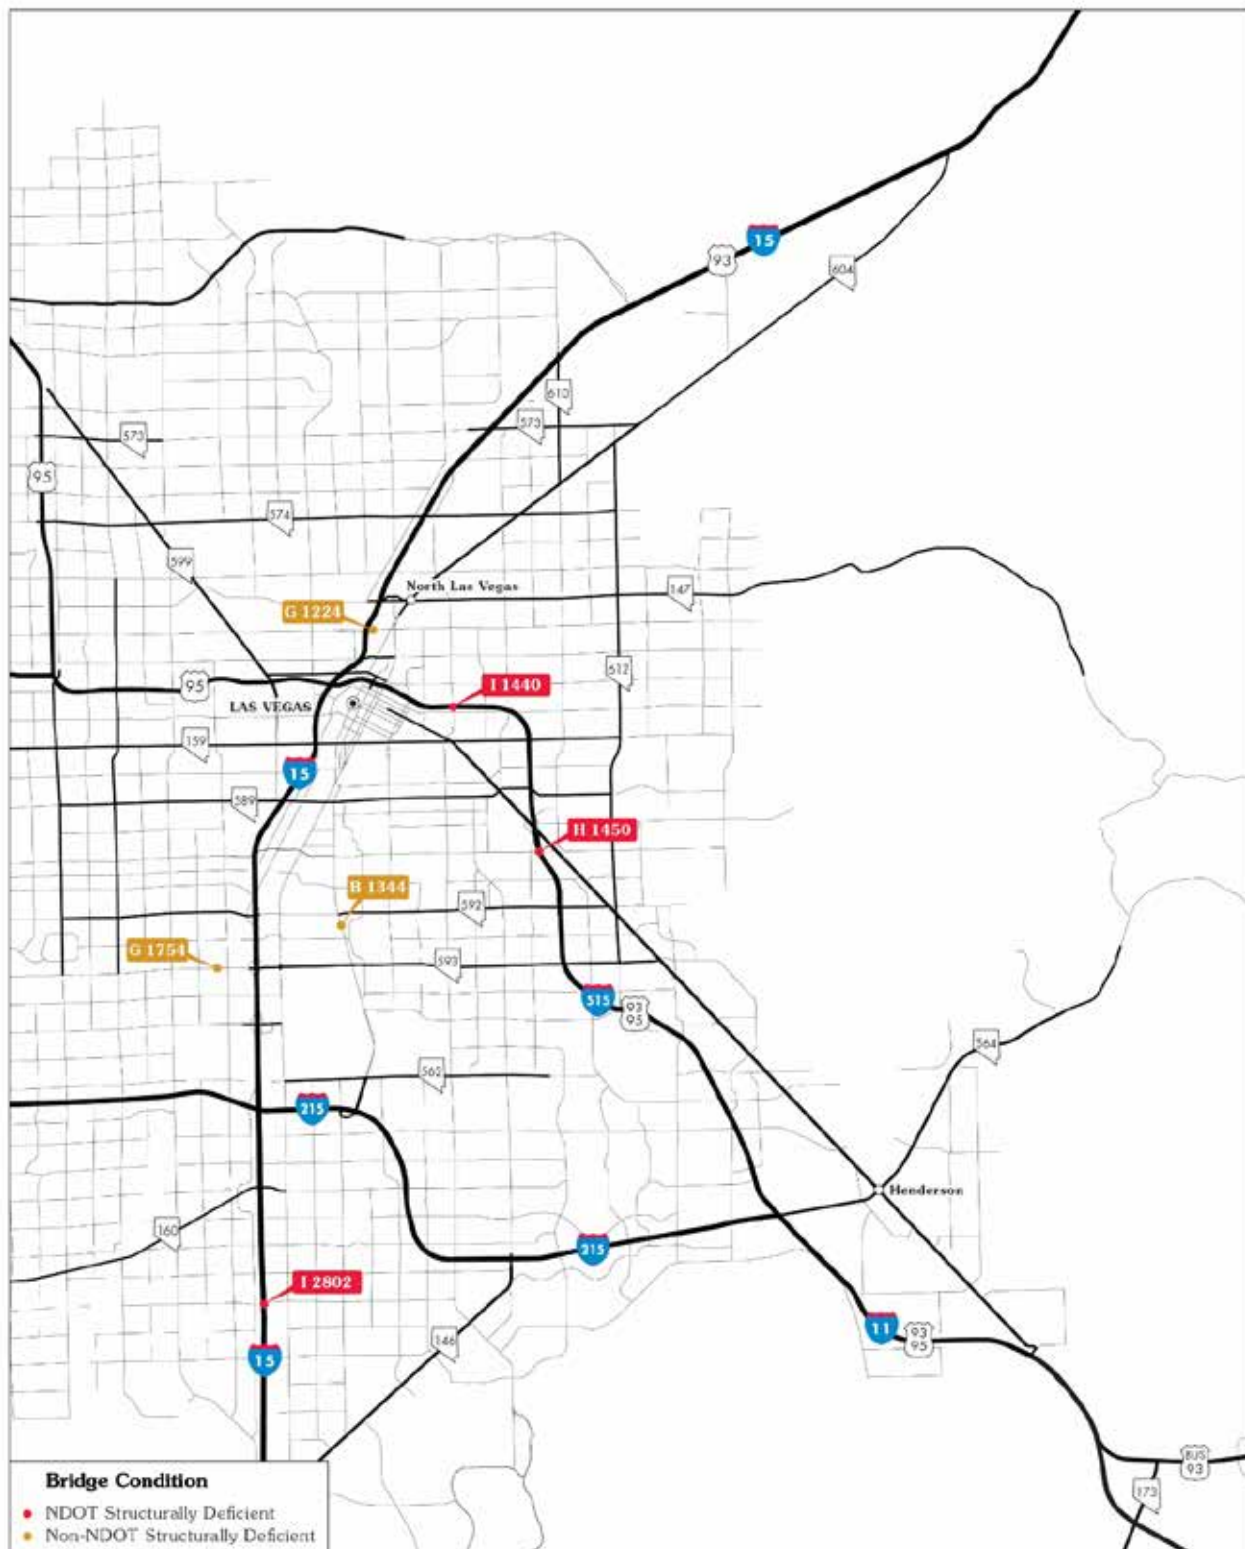 15
93
604
610
573
573
95
574
599
North Las Vegas
147
G 1224
612
I 1440
95
LAS VEGAS
159
15
589
H 1450
B 1344
592
G 1754
593
515
93
95
564
562
215
Henderson
160
215
I 2802
11
93
95
146
15
BUS
93
173
Bridge Condition
NDOT Structurally Deficient
Non-NDOT Structurally Deficient